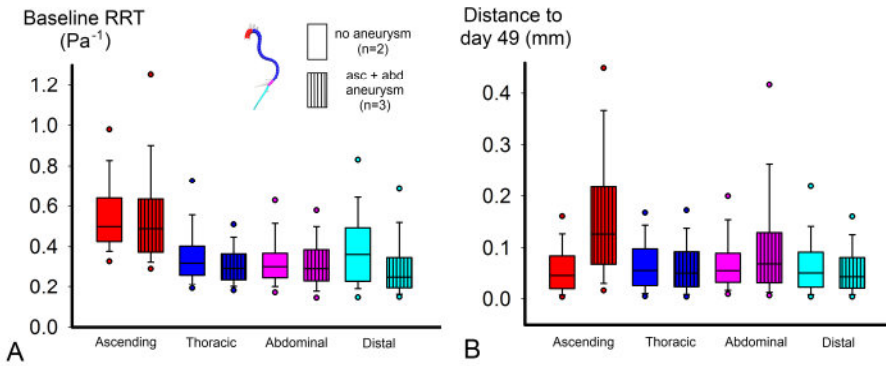 Baseline RRT
(Pa⁻¹)
no aneurysm
(n=2)
asc + abd
aneurysm
(n=3)
1.2
1.0
0.8
0.6
0.4
0.2
0.0
Ascending Thoracic Abdominal Distal
A
Distance to
day 49 (mm)
0.4
0.3
0.2
0.1
0.0
Ascending Thoracic Abdominal Distal
B